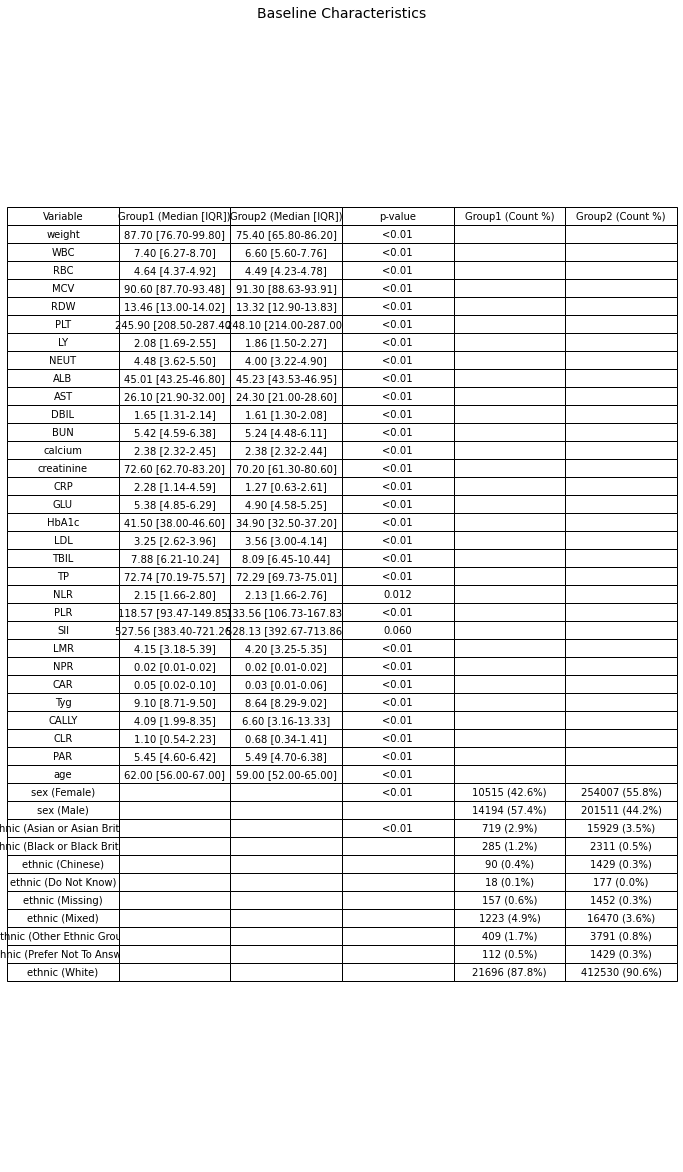 Baseline Characteristics
Variable Group1 (Median [IQR]) Group2 (Median [IQR]) p-value Group1 (Count %) Group2 (Count %)
weight 87.70 [76.70-99.80] 75.40 [65.80-86.20] <0.01
WBC 7.40 [6.27-8.70] 6.60 [5.60-7.76] <0.01
RBC 4.64 [4.37-4.92] 4.49 [4.23-4.78] <0.01
MCV 90.60 [87.70-93.48] 91.30 [88.63-93.91] <0.01
RDW 13.46 [13.00-14.02] 13.32 [12.90-13.83] <0.01
PLT 245.90 [208.50-287.40 248.10 [214.00-287.00 <0.01
LY 2.08 [1.69-2.55] 1.86 [1.50-2.27] <0.01
NEUT 4.48 [3.62-5.50] 4.00 [3.22-4.90] <0.01
ALB 45.01 [43.25-46.80] 45.23 [43.53-46.95] <0.01
AST 26.10 [21.90-32.00] 24.30 [21.00-28.60] <0.01
DBIL 1.65 [1.31-2.14] 1.61 [1.30-2.08] <0.01
BUN 5.42 [4.59-6.38] 5.24 [4.48-6.11] <0.01
calcium 2.38 [2.32-2.45] 2.38 [2.32-2.44] <0.01
creatinine 72.60 [62.70-83.20] 70.20 [61.30-80.60] <0.01
CRP 2.28 [1.14-4.59] 1.27 [0.63-2.61] <0.01
GLU 5.38 [4.85-6.29] 4.90 [4.58-5.25] <0.01
HbA1c 41.50 [38.00-46.60] 34.90 [32.50-37.20] <0.01
LDL 3.25 [2.62-3.96] 3.56 [3.00-4.14] <0.01
TBIL 7.88 [6.21-10.24] 8.09 [6.45-10.44] <0.01
TP 72.74 [70.19-75.57] 72.29 [69.73-75.01] <0.01
NLR 2.15 [1.66-2.80] 2.13 [1.66-2.76] 0.012
PLR 118.57 [93.47-149.85] 133.56 [106.73-167.83 <0.01
SII 527.56 [383.40-721.26 528.13 [392.67-713.86 0.060
LMR 4.15 [3.18-5.39] 4.20 [3.25-5.35] <0.01
NPR 0.02 [0.01-0.02] 0.02 [0.01-0.02] <0.01
CAR 0.05 [0.02-0.10] 0.03 [0.01-0.06] <0.01
Tyg 9.10 [8.71-9.50] 8.64 [8.29-9.02] <0.01
CALLY 4.09 [1.99-8.35] 6.60 [3.16-13.33] <0.01
CLR 1.10 [0.54-2.23] 0.68 [0.34-1.41] <0.01
PAR 5.45 [4.60-6.42] 5.49 [4.70-6.38] <0.01
age 62.00 [56.00-67.00] 59.00 [52.00-65.00] <0.01
sex (Female) <0.01 10515 (42.6%) 254007 (55.8%)
sex (Male) 14194 (57.4%) 201511 (44.2%)
hnic (Asian or Asian Brit <0.01 719 (2.9%) 15929 (3.5%)
hnic (Black or Black Brit 285 (1.2%) 2311 (0.5%)
ethnic (Chinese) 90 (0.4%) 1429 (0.3%)
ethnic (Do Not Know) 18 (0.1%) 177 (0.0%)
ethnic (Missing) 157 (0.6%) 1452 (0.3%)
ethnic (Mixed) 1223 (4.9%) 16470 (3.6%)
thnic (Other Ethnic Grou 409 (1.7%) 3791 (0.8%)
hnic (Prefer Not To Answ 112 (0.5%) 1429 (0.3%)
ethnic (White) 21696 (87.8%) 412530 (90.6%)